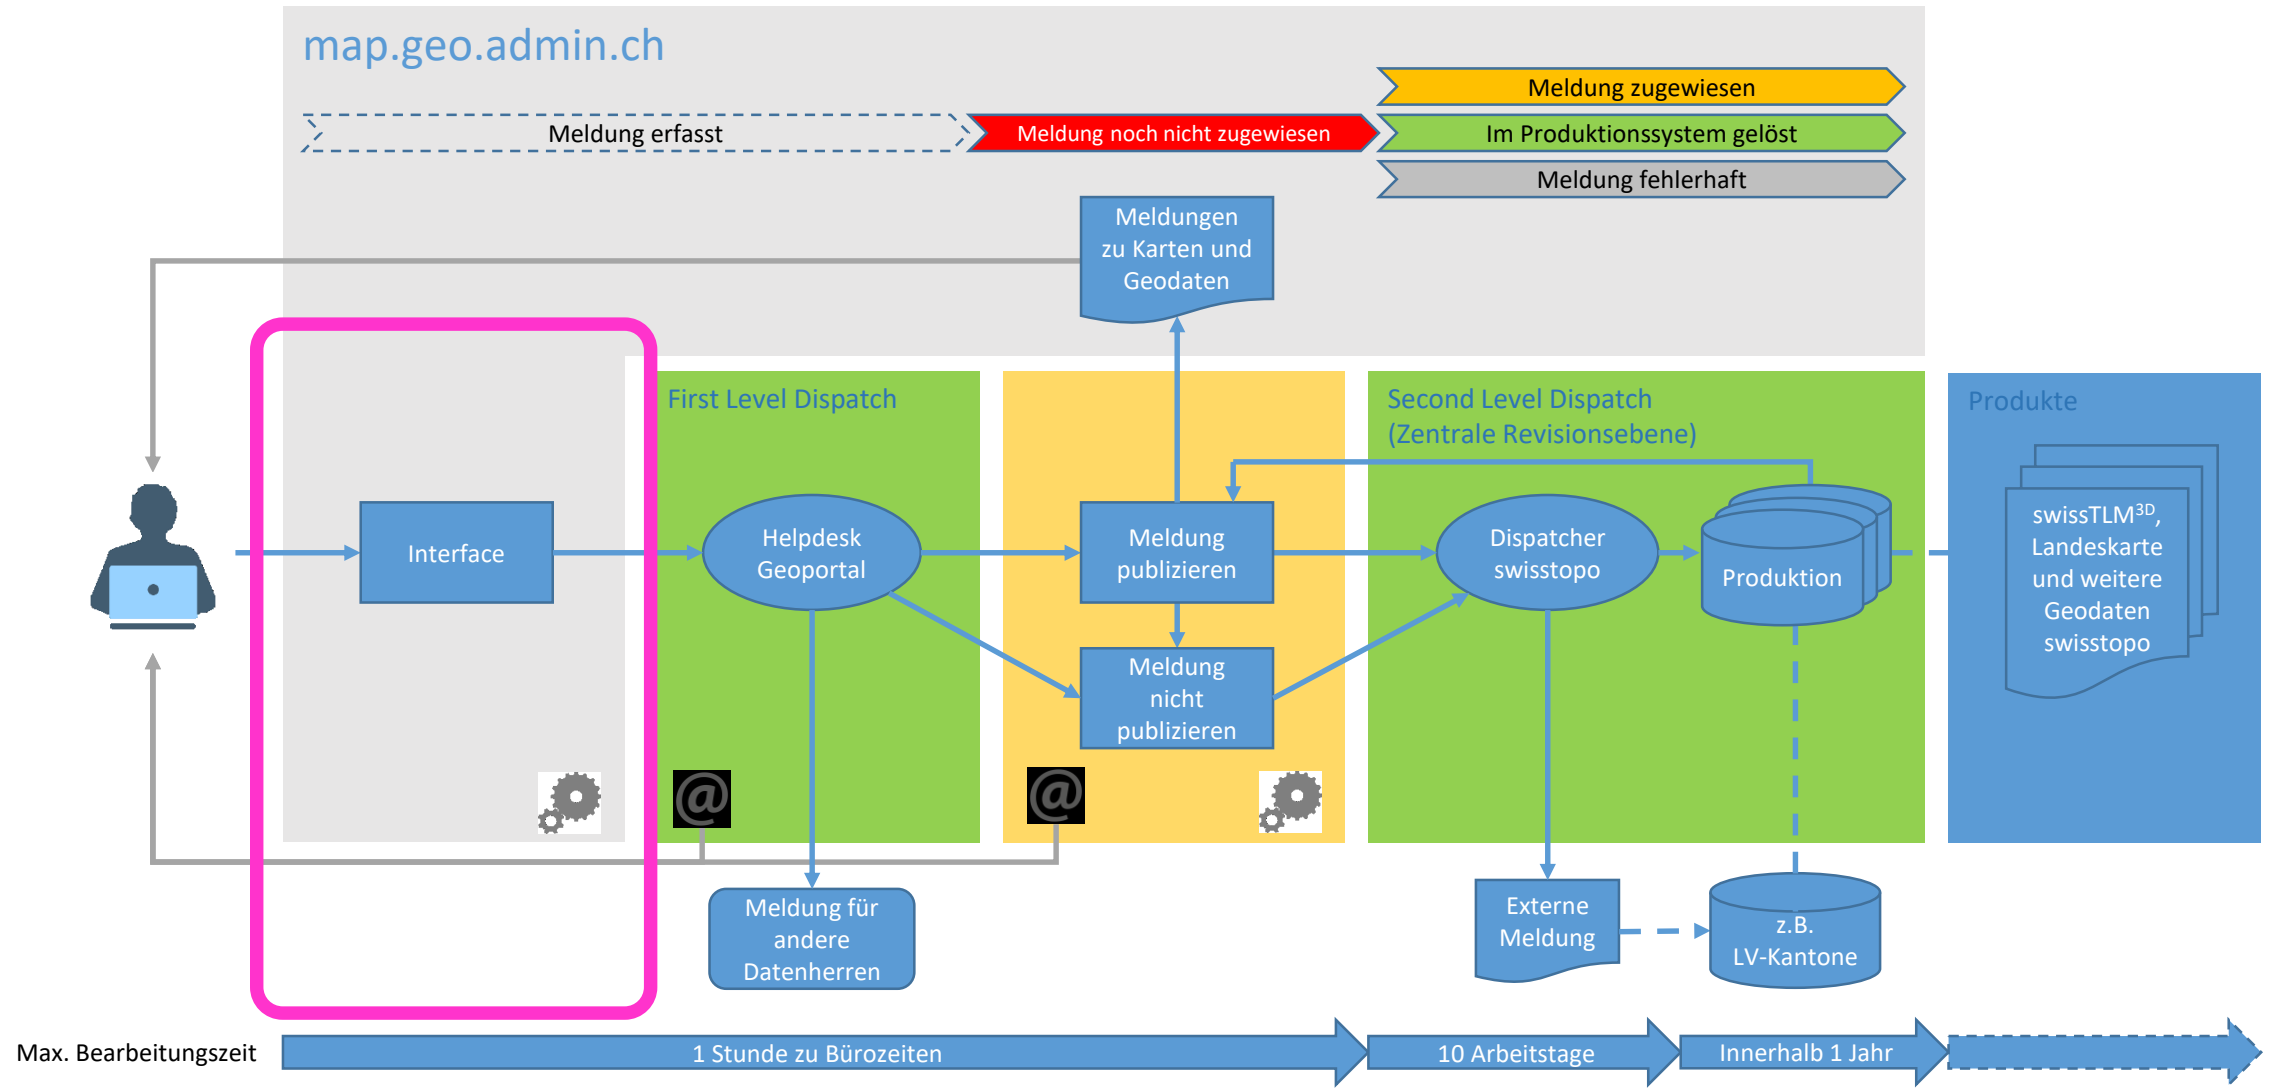 map.geo.admin.ch
Meldung zugewiesen
Meldung erfasst
Meldung noch nicht zugewiesen
Im Produktionssystem gelöst
Meldung fehlerhaft
Meldungen
zu Karten und
Geodaten
First Level Dispatch
Second Level Dispatch
(Zentrale Revisionsebene)
Produkte
Interface
Helpdesk
Geoportal
Meldung
publizieren
Meldung
nicht
publizieren
Dispatcher
swisstopo
Produktion
swissTLM3D,
Landeskarte
und weitere
Geodaten
swisstopo
@
@
Meldung für
andere
Datenherren
Externe
Meldung
z.B.
LV-Kantone
Max. Bearbeitungszeit
1 Stunde zu Bürozeiten
10 Arbeitstage
Innerhalb 1 Jahr